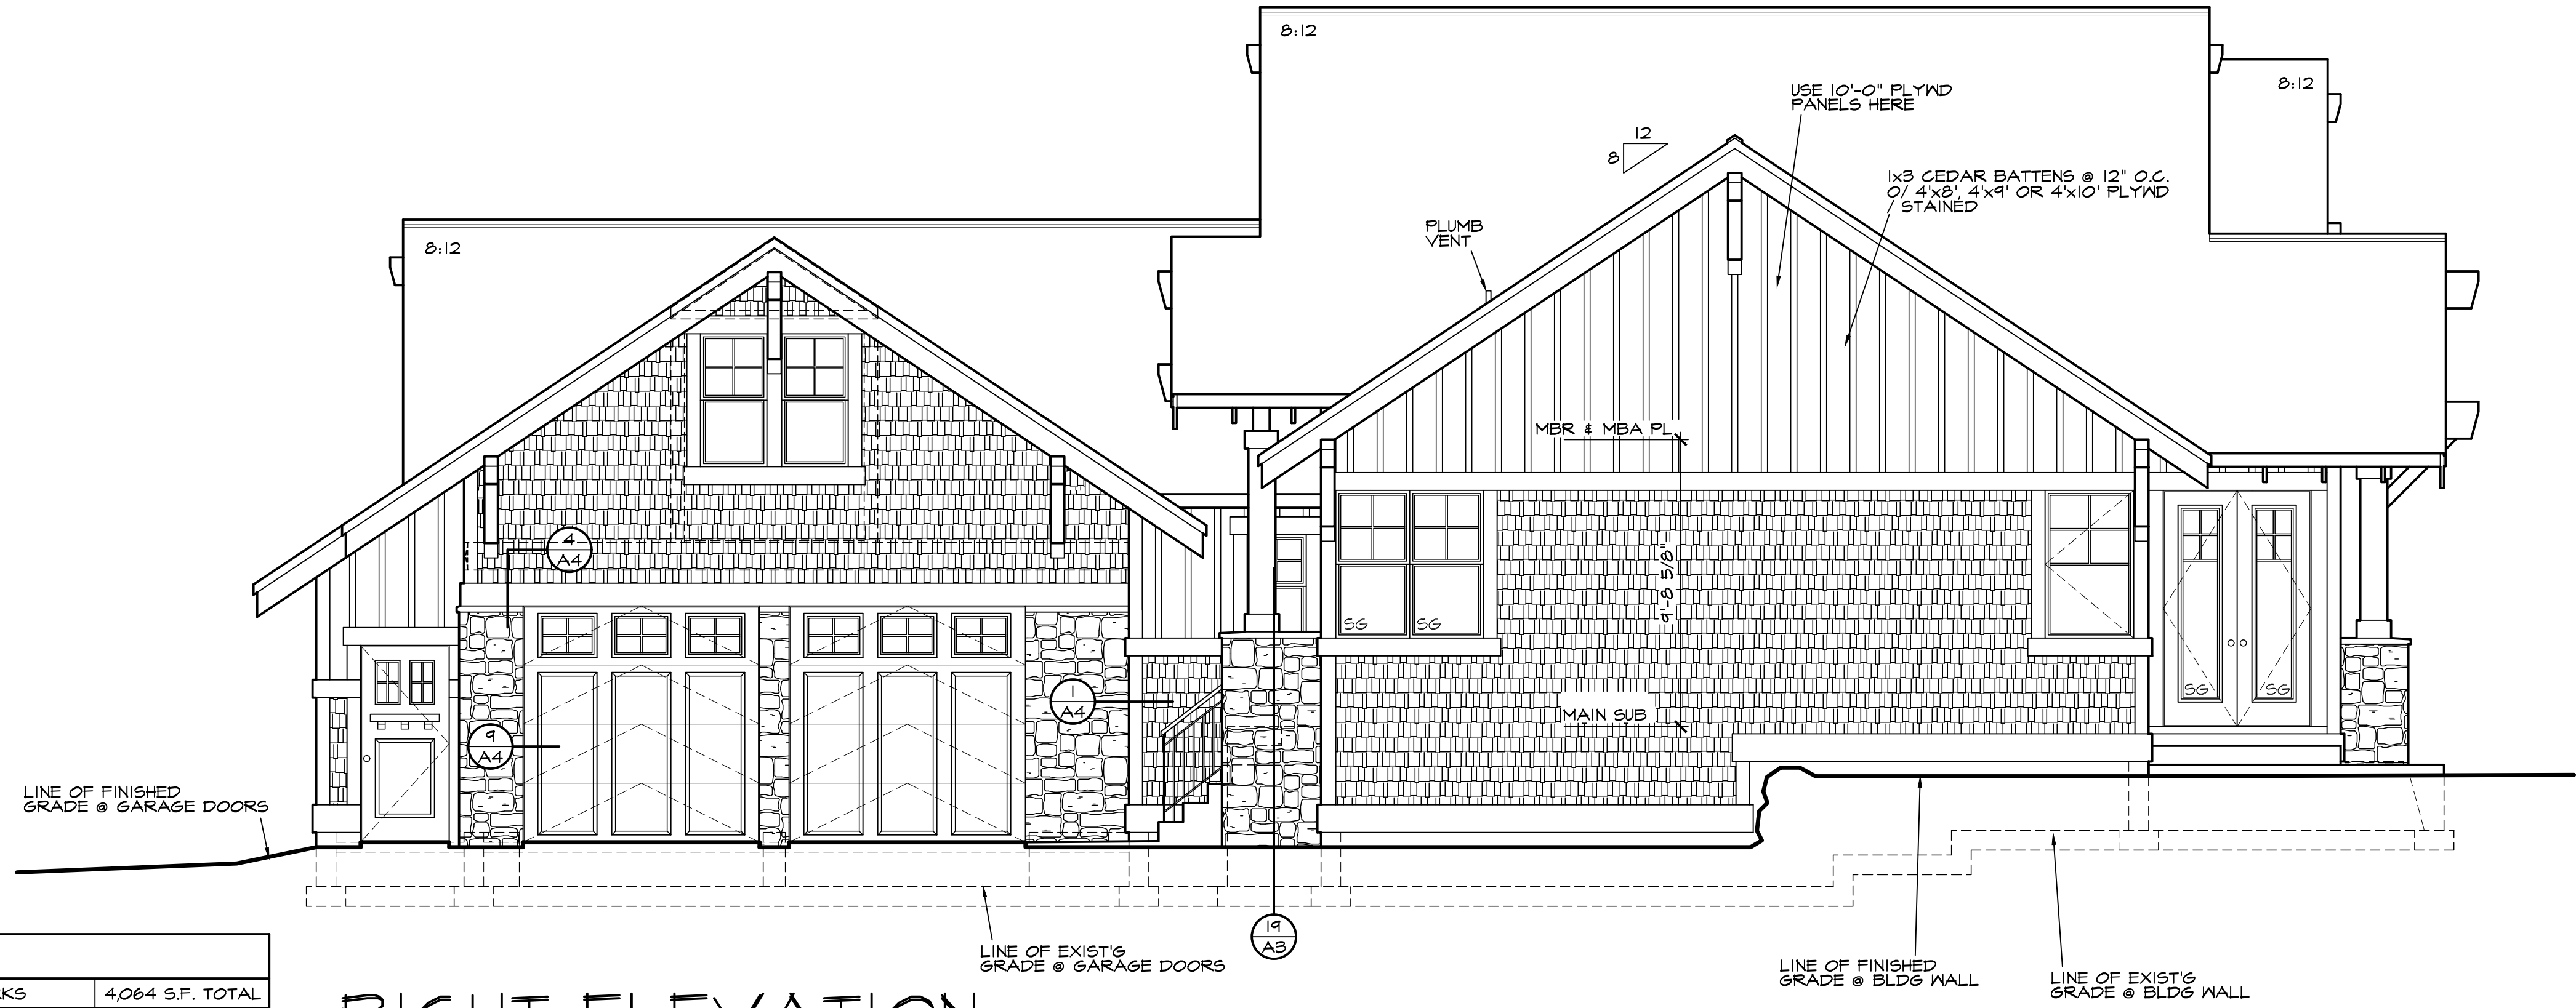 8:12
8:12
USE 10'-0" PLYWD
PANELS HERE
12
8
1x3 CEDAR BATTENS @ 12" O.C.
O/ 4'x8', 4'x9' OR 4'x10' PLYWD
/ STAINED
PLUMB
VENT
8:12
MBR & MBA PL
4
A4
9'-8 5/8"
SG
SG
SG
SG
1
A4
MAIN SUB
9
A4
LINE OF FINISHED
GRADE @ GARAGE DOORS
19
A3
LINE OF EXIST'G
GRADE @ GARAGE DOORS
LINE OF FINISHED
GRADE @ BLDG WALL
LINE OF EXIST'G
GRADE @ BLDG WALL
4,064 S.F. TOTAL
RIGHT ELEVATION